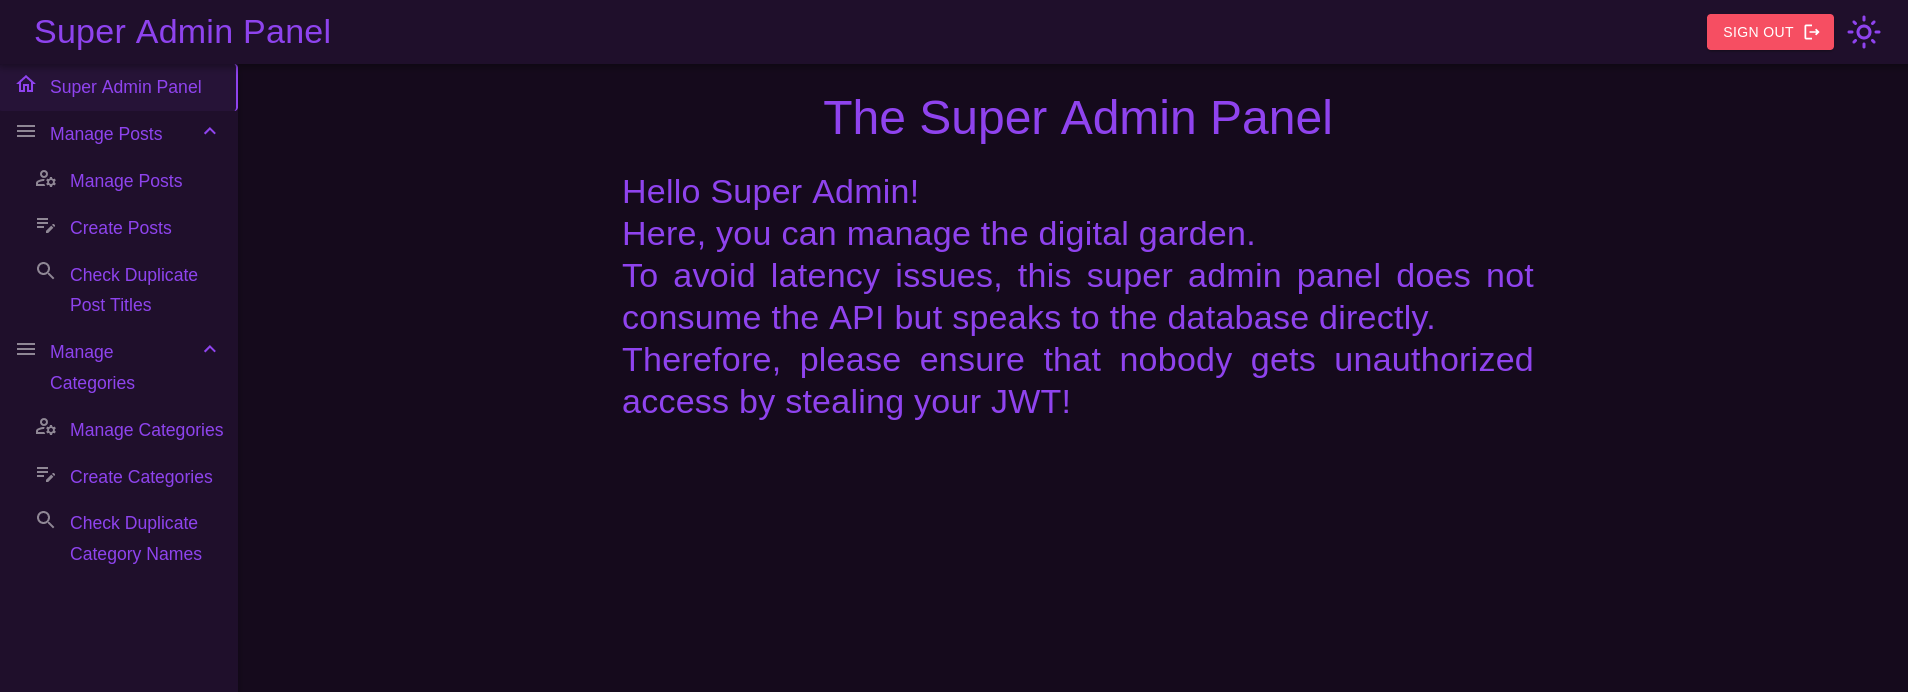 Super Admin Panel
SIGN OUT
Super Admin Panel
Manage Posts
Manage Posts
Create Posts
Check Duplicate
Post Titles
Manage
Categories
Manage Categories
Create Categories
Check Duplicate
Category Names
The Super Admin Panel
Hello Super Admin!
Here, you can manage the digital garden.
To avoid latency issues, this super admin panel does not
consume the API but speaks to the database directly.
Therefore, please ensure that nobody gets unauthorized
access by stealing your JWT!